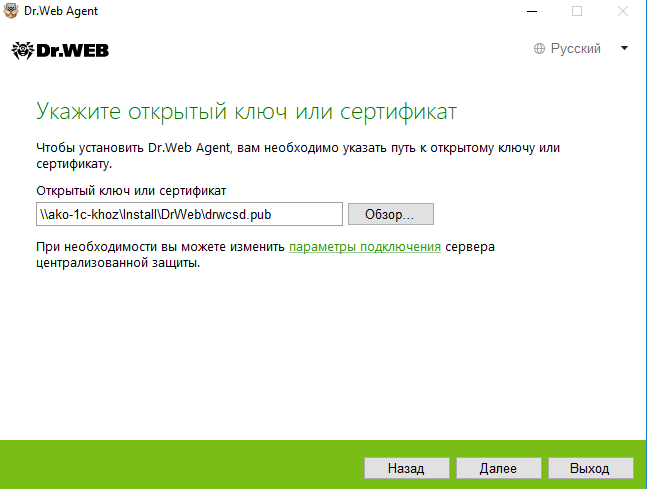 Dr.Web Agent
Dr.WEB
Русский
Укажите открытый ключ или сертификат
Чтобы установить Dr.Web Agent, вам необходимо указать путь к открытому ключу или
сертификату.
Открытый ключ или сертификат
\\ako-1c-khoz\Install\DrWeb\drwcsd.pub
Обзор...
При необходимости вы можете изменить параметры подключения сервера
централизованной защиты.
Назад
Далее
Выход